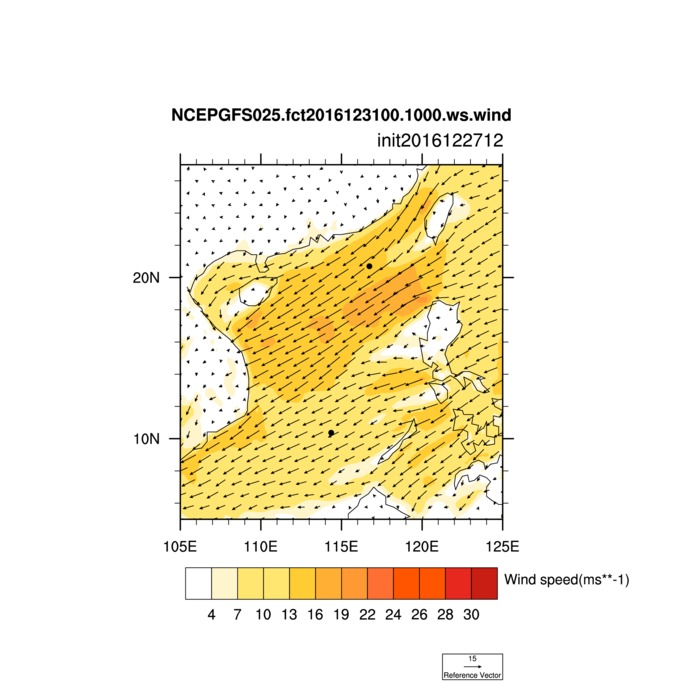 NCEPGFS025.fct2016123100.1000.ws.wind
init2016122712
20N
10N
105E 110E 115E 120E 125E
Wind speed(ms**-1)
4 7 10 13 16 19 22 24 26 28 30
15
Reference Vector